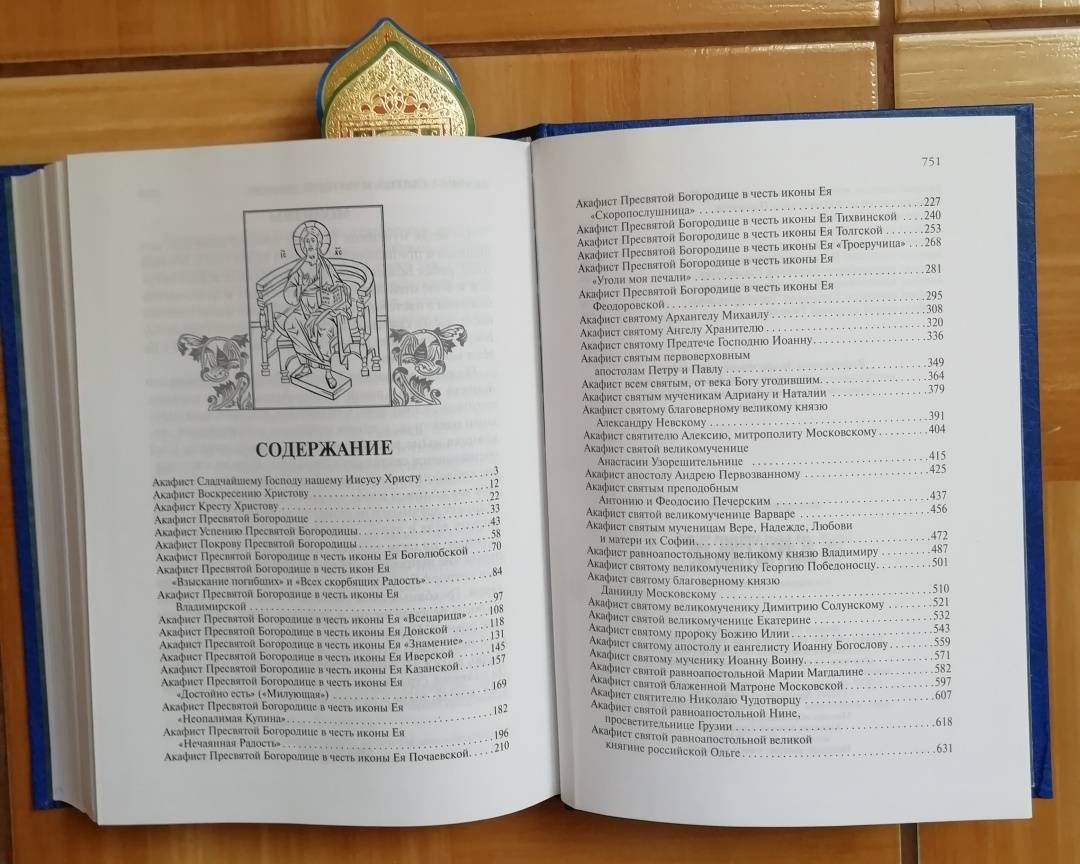 IC XC
СОДЕРЖАНИЕ
Акафист Сладчайшему Господу нашему Иисусу Христу . . . . . . . . . . 3
Акафист Воскресению Христову . . . . . . . . . . 12
Акафист Кресту Христову . . . . . . . . . . 22
Акафист Пресвятой Богородице . . . . . . . . . . 33
Акафист Успению Пресвятой Богородицы . . . . . . . . . . 43
Акафист Покрову Пресвятой Богородицы . . . . . . . . . . 58
Акафист Пресвятой Богородице в честь иконы Ея Боголюбской . . . . 70
Акафист Пресвятой Богородице в честь икон Ея
«Взыскание погибших» и «Всех скорбящих Радость» . . . . . . . . 84
Акафист Пресвятой Богородице в честь иконы Ея
Владимирской . . . . . . . . . . 97
Акафист Пресвятой Богородице в честь иконы Ея «Всецарица» . . . 108
Акафист Пресвятой Богородице в честь иконы Ея Донской . . . . . 118
Акафист Пресвятой Богородице в честь иконы Ея «Знамение» . . . . 131
Акафист Пресвятой Богородице в честь иконы Ея Иверской . . . . 145
Акафист Пресвятой Богородице в честь иконы Ея Казанской . . . . . 157
Акафист Пресвятой Богородице в честь иконы Ея
«Достойно есть» («Милующая») . . . . . . . . . . 169
Акафист Пресвятой Богородице в честь иконы Ея
«Неопалимая Купина» . . . . . . . . . . 182
Акафист Пресвятой Богородице в честь иконы Ея
«Нечаянная Радость» . . . . . . . . . . 196
Акафист Пресвятой Богородице в честь иконы Ея Почаевской . . . . . 210
751
Акафист Пресвятой Богородице в честь иконы Ея
«Скоропослушница» . . . . . . . . . . 227
Акафист Пресвятой Богородице в честь иконы Ея Тихвинской . . . . 240
Акафист Пресвятой Богородице в честь иконы Ея Толгской . . . . . . 253
Акафист Пресвятой Богородице в честь иконы Ея «Троеручица» . . . 268
Акафист Пресвятой Богородице в честь иконы Ея
«Утоли моя печали» . . . . . . . . . . 281
Акафист Пресвятой Богородице в честь иконы Ея
Феодоровской . . . . . . . . . . 295
Акафист святому Архангелу Михаилу . . . . . . . . . . 308
Акафист святому Ангелу Хранителю . . . . . . . . . . 320
Акафист святому Предтече Господню Иоанну . . . . . . . . . . 336
Акафист святым первоверховным
апостолам Петру и Павлу . . . . . . . . . . 349
Акафист всем святым, от века Богу угодившим . . . . . . . . . . 364
Акафист святым мученикам Адриану и Наталии . . . . . . . . . . 379
Акафист святому благоверному великому князю
Александру Невскому . . . . . . . . . . 391
Акафист святителю Алексию, митрополиту Московскому . . . . . . . 404
Акафист святой великомученице
Анастасии Узорешительнице . . . . . . . . . . 415
Акафист апостолу Андрею Первозванному . . . . . . . . . . 425
Акафист святым преподобным
Антонию и Феодосию Печерским . . . . . . . . . . 437
Акафист святой великомученице Варваре . . . . . . . . . . 456
Акафист святым мученицам Вере, Надежде, Любови
и матери их Софии . . . . . . . . . . 472
Акафист равноапостольному великому князю Владимиру . . . . . . . 487
Акафист святому великомученику Георгию Победоносцу . . . . . . . 501
Акафист святому благоверному князю
Даниилу Московскому . . . . . . . . . . 510
Акафист святому великомученику Димитрию Солунскому . . . . . . 521
Акафист святой великомученице Екатерине . . . . . . . . . . 532
Акафист святому пророку Божию Илии . . . . . . . . . . 543
Акафист святому апостолу и еангелисту Иоанну Богослову . . . . . . 559
Акафист святому мученику Иоанну Воину . . . . . . . . . . 571
Акафист святой равноапостольной Марии Магдалине . . . . . . . . . 582
Акафист святой блаженной Матроне Московской . . . . . . . . . . 597
Акафист святителю Николаю Чудотворцу . . . . . . . . . . 607
Акафист святой равноапостольной Нине,
просветительнице Грузии . . . . . . . . . . 618
Акафист святой равноапостольной великой
княгине российской Ольге . . . . . . . . . . 631